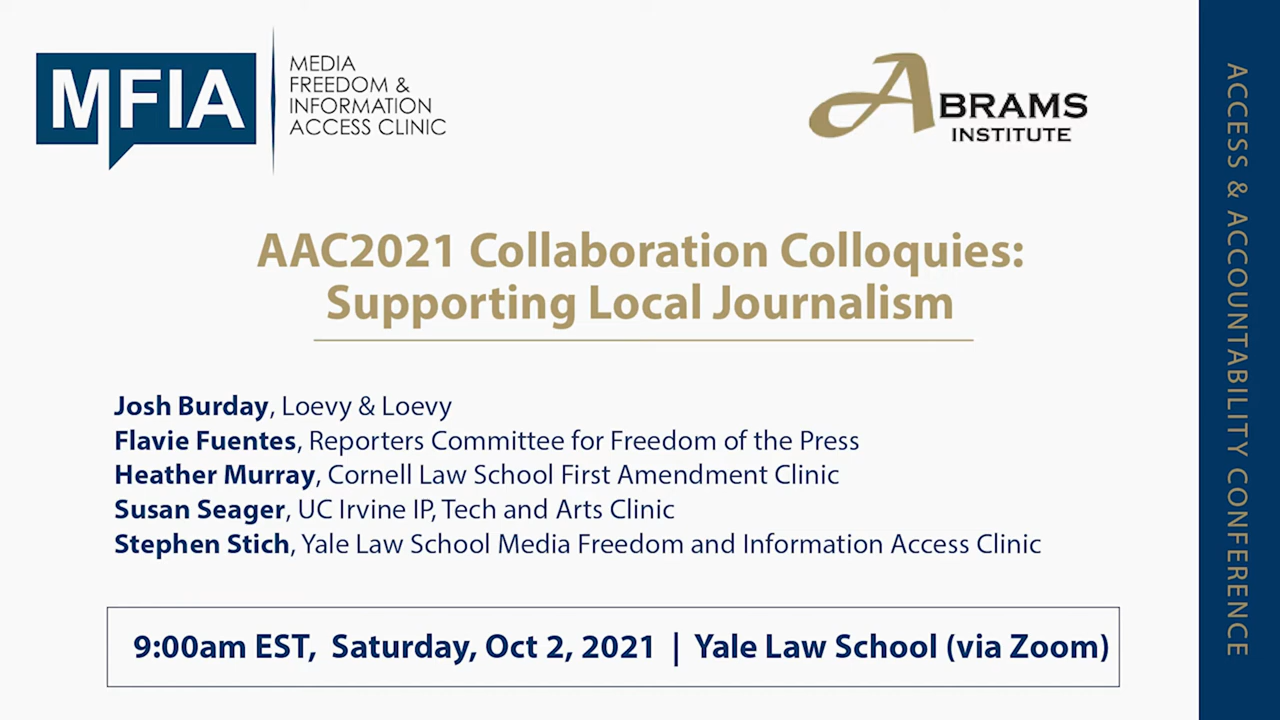 MFIA
MEDIA
FREEDOM &
INFORMATION
ACCESS CLINIC
ABRAMS
INSTITUTE
AAC2021 Collaboration Colloquies:
Supporting Local Journalism
Josh Burday, Loevy & Loevy
Flavie Fuentes, Reporters Committee for Freedom of the Press
Heather Murray, Cornell Law School First Amendment Clinic
Susan Seager, UC Irvine IP, Tech and Arts Clinic
Stephen Stich, Yale Law School Media Freedom and Information Access Clinic
9:00am EST, Saturday, Oct 2, 2021 | Yale Law School (via Zoom)
ACCESS & ACCOUNTABILITY CONFERENCE